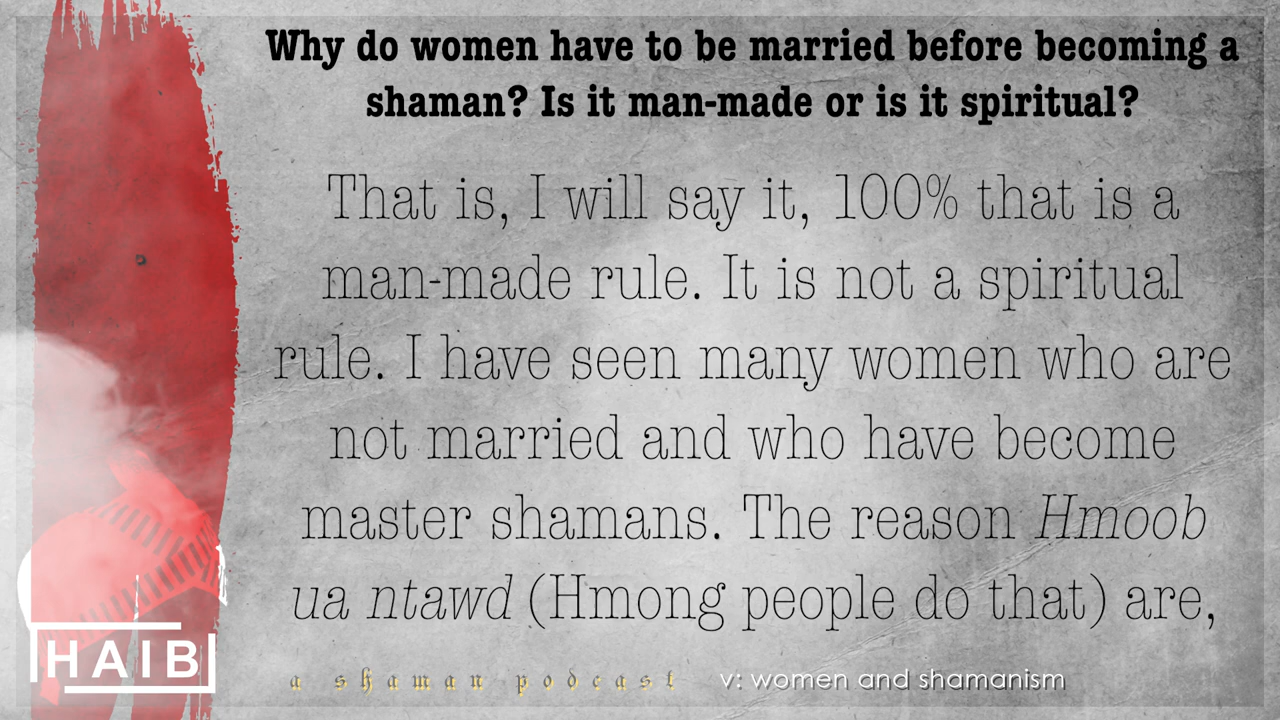 Why do women have to be married before becoming a
shaman? Is it man-made or is it spiritual?
That is, I will say it, 100% that is a
man-made rule. It is not a spiritual
rule. I have seen many women who are
not married and who have become
master shamans. The reason Hmoob
ua ntawd (Hmong people do that) are,
HAIB
a shaman podcast
v: women and shamanism